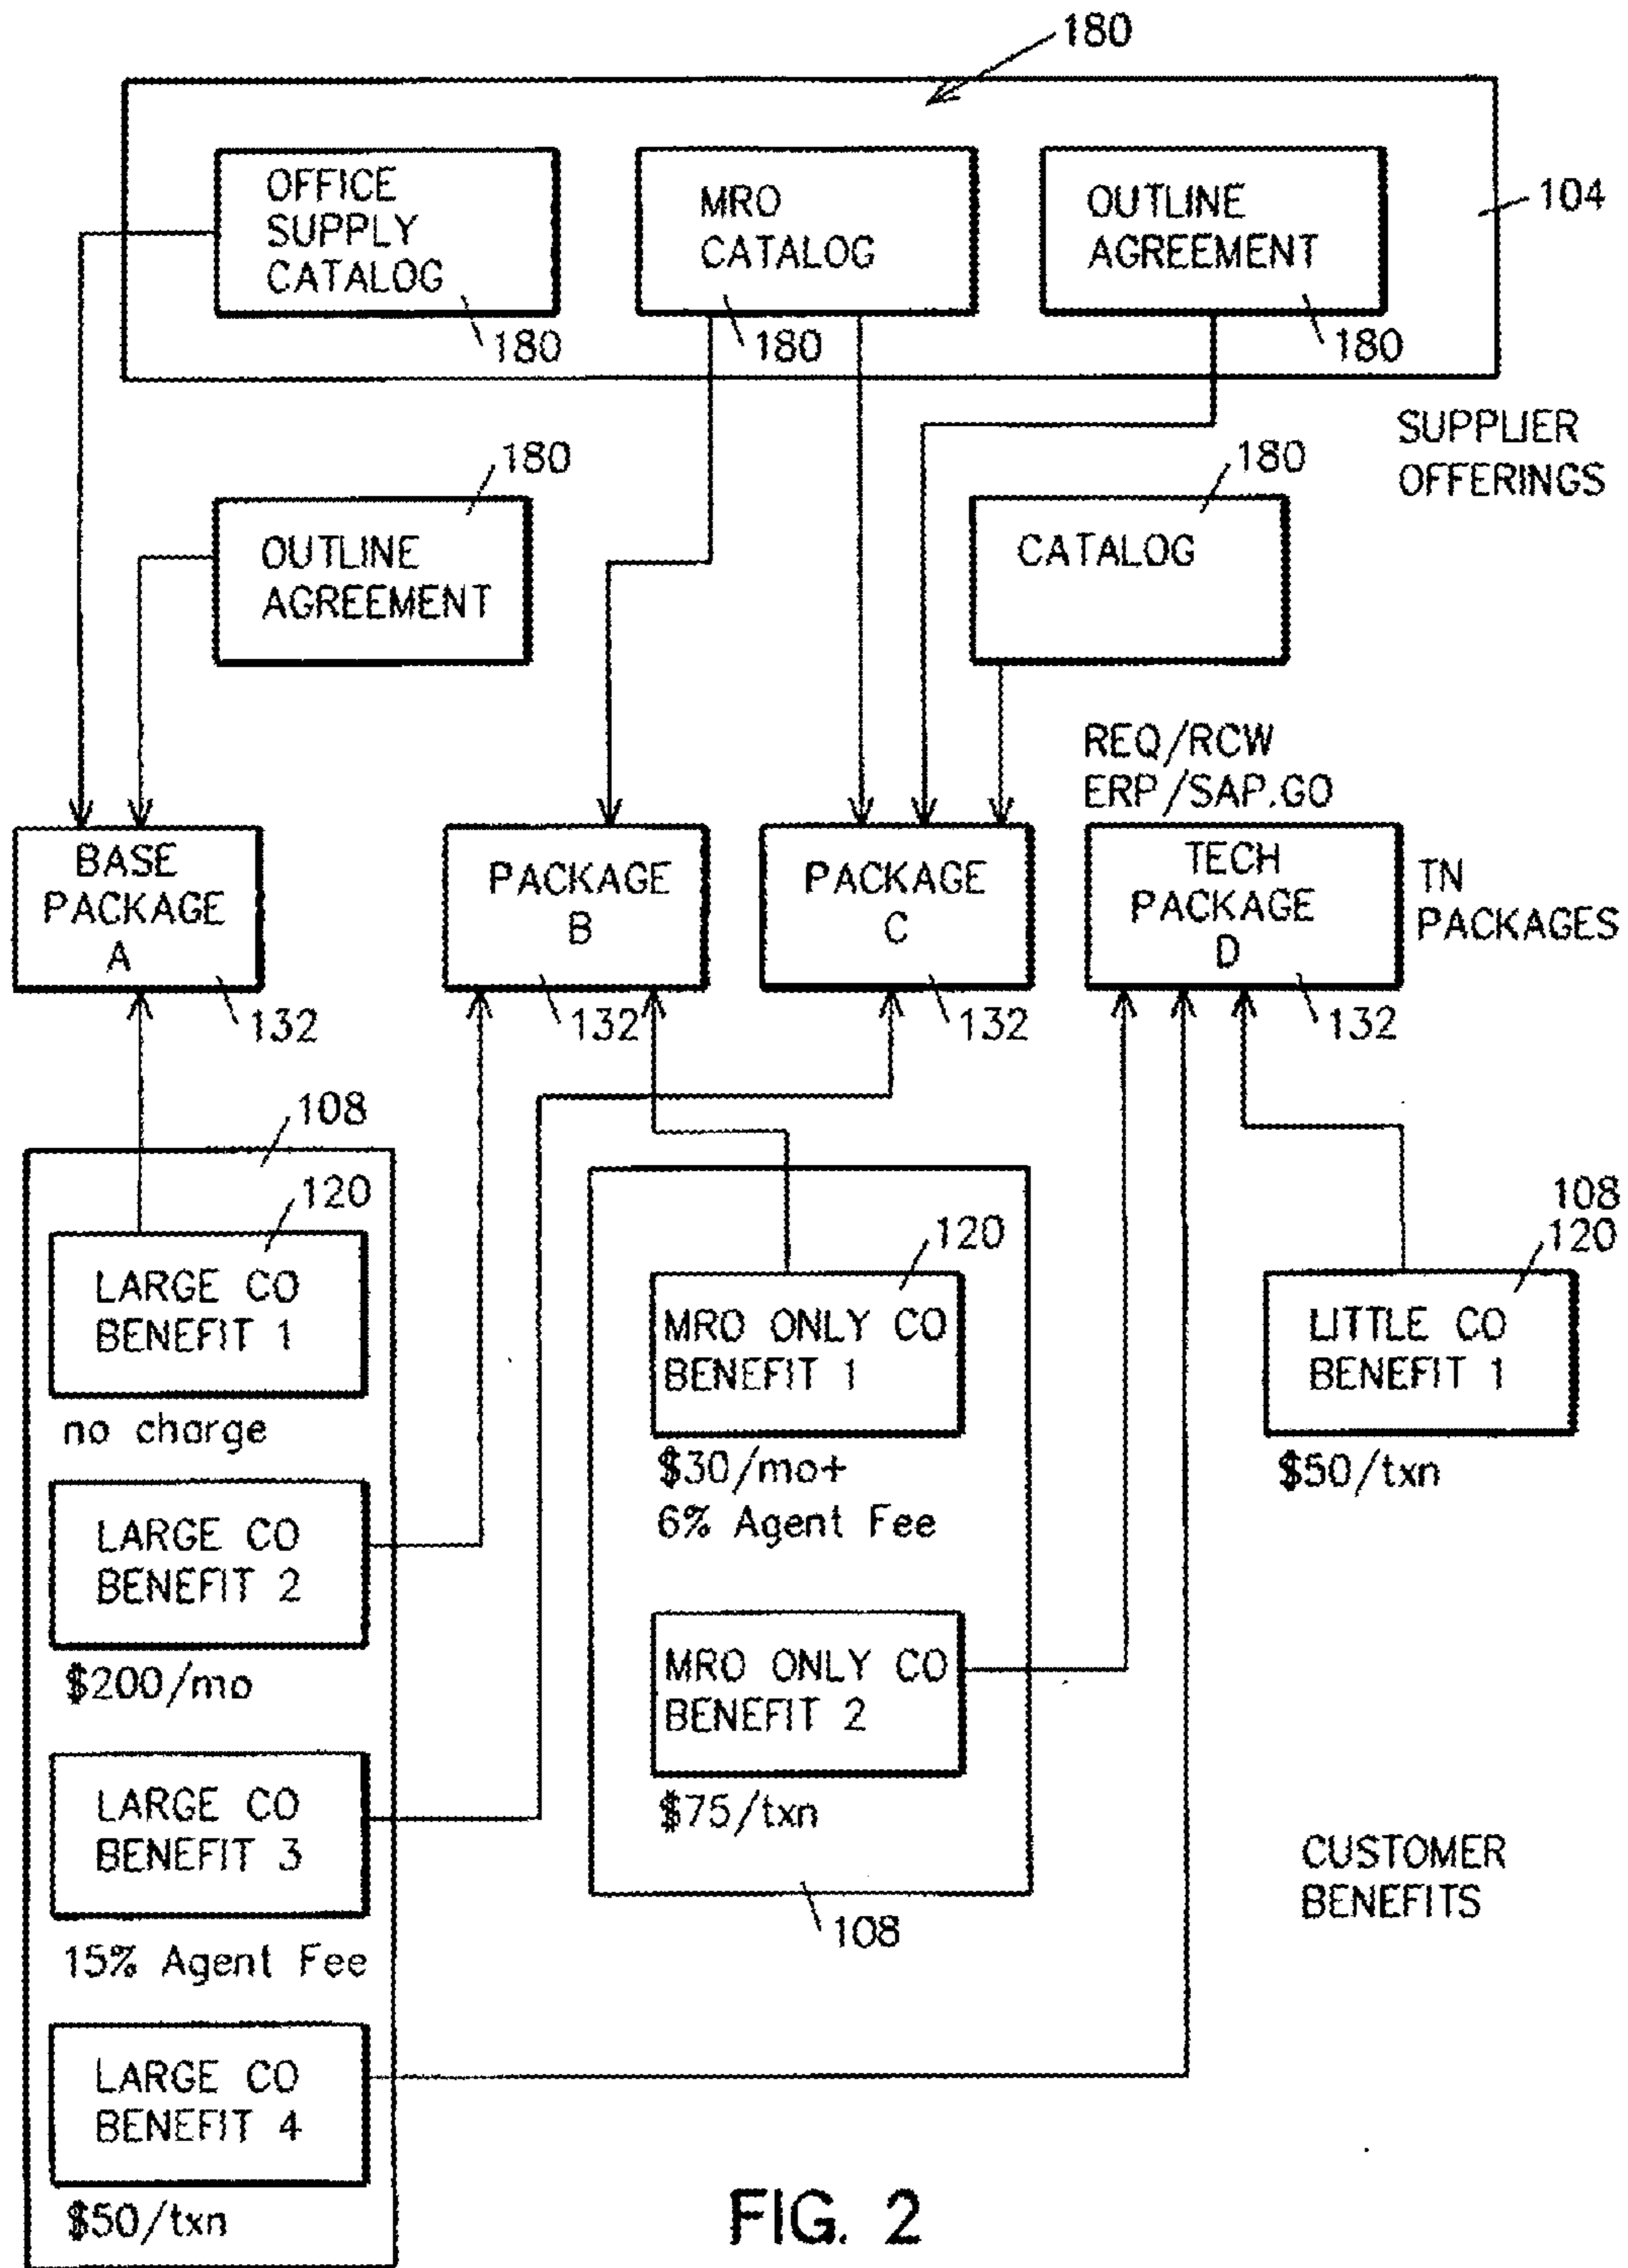 180
OFFICE
SUPPLY
CATALOG
180
MRO
CATALOG
180
OUTLINE
AGREEMENT
180
104
SUPPLIER
OFFERINGS
180
OUTLINE
AGREEMENT
180
CATALOG
REQ/RCW
ERP/SAP.GO
BASE
PACKAGE
A
132
PACKAGE
B
132
PACKAGE
C
132
TECH
PACKAGE
D
132
TN
PACKAGES
108
120
LARGE CO
BENEFIT 1
no charge
LARGE CO
BENEFIT 2
$200/mo
LARGE CO
BENEFIT 3
15% Agent Fee
LARGE CO
BENEFIT 4
$50/txn
120
MRO ONLY CO
BENEFIT 1
$30/mo+
6% Agent Fee
MRO ONLY CO
BENEFIT 2
$75/txn
108
108
120
LITTLE CO
BENEFIT 1
$50/txn
CUSTOMER
BENEFITS
FIG. 2